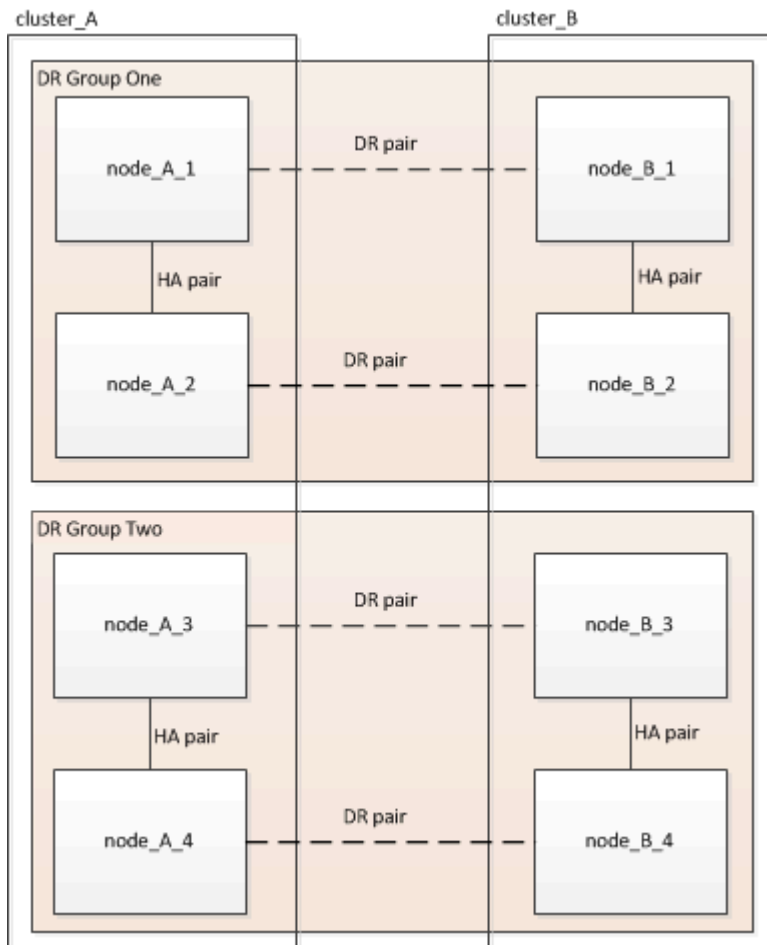 cluster_A
cluster_B
DR Group One
node_A_1
DR pair
node_B_1
HA pair
HA pair
node_A_2
DR pair
node_B_2
DR Group Two
node_A_3
DR pair
node_B_3
HA pair
HA pair
node_A_4
DR pair
node_B_4